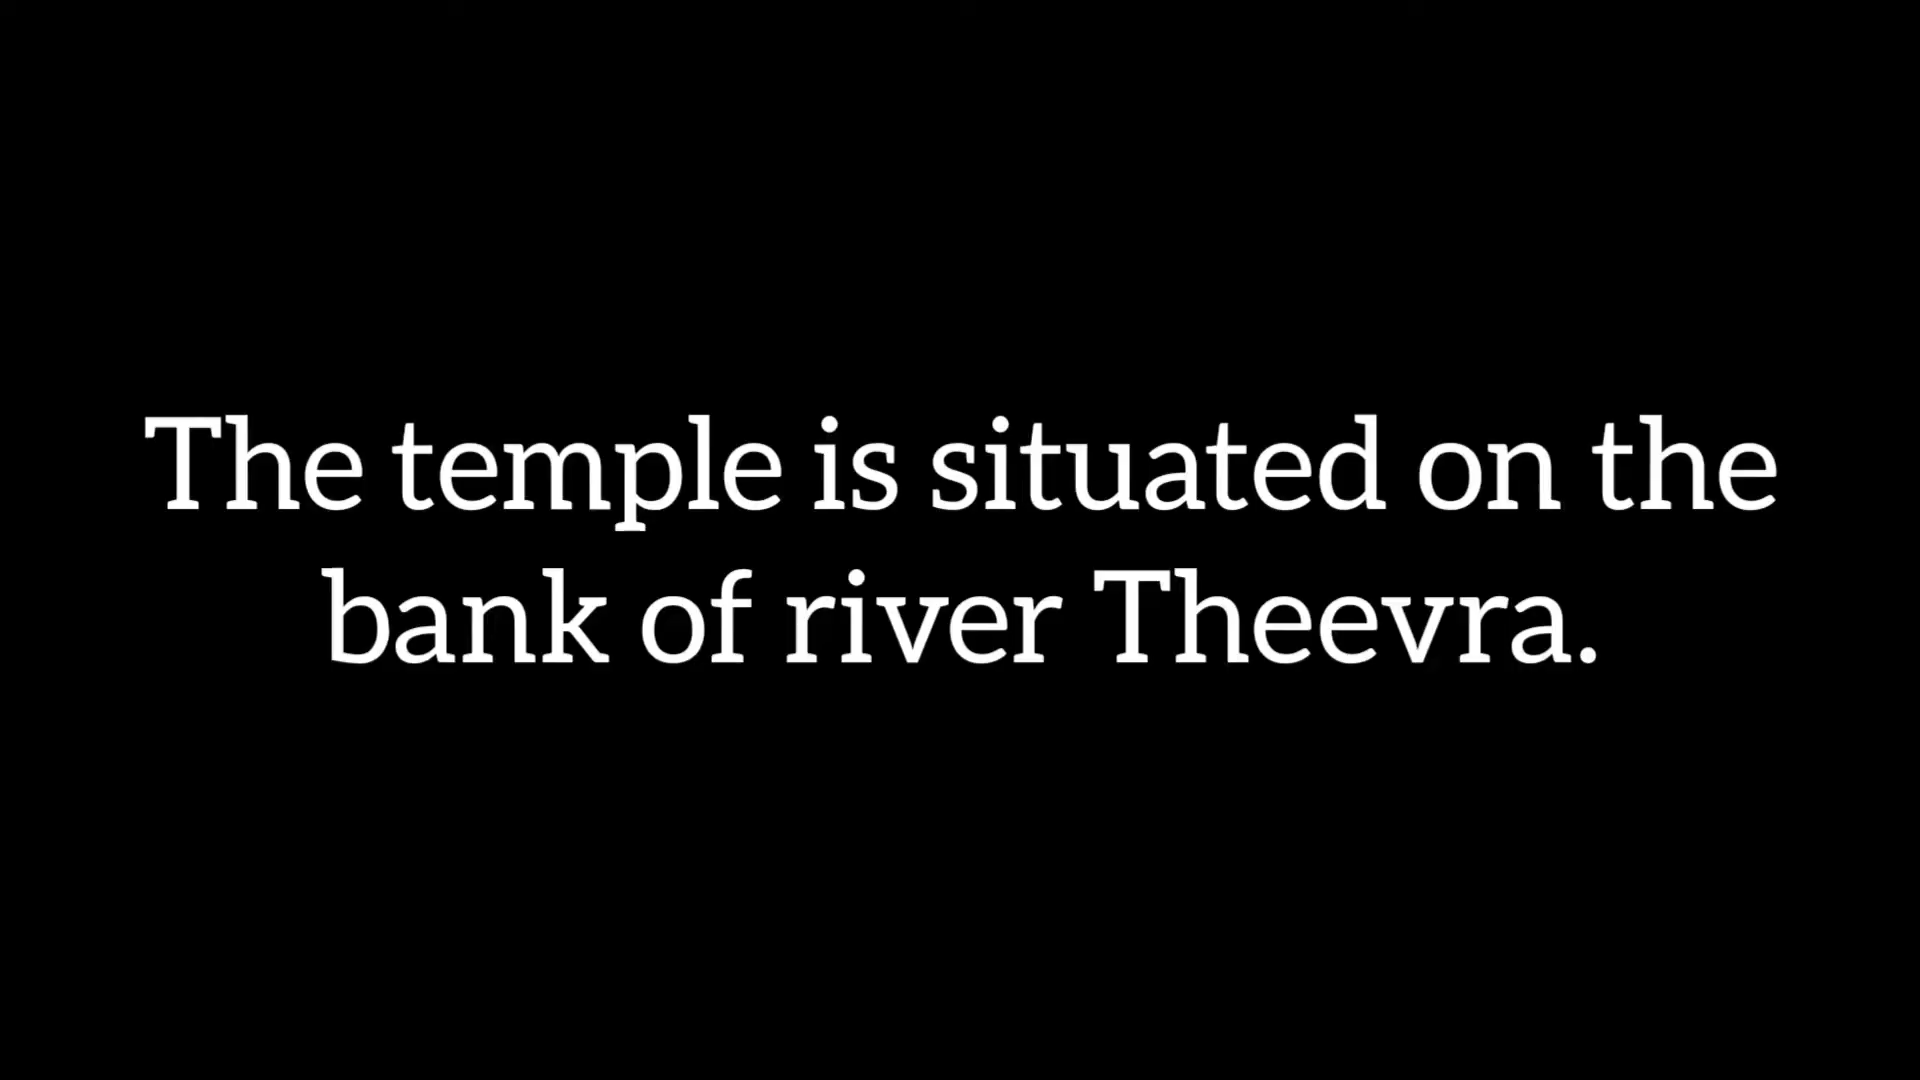 The temple is situated on the
bank of river Theevra.